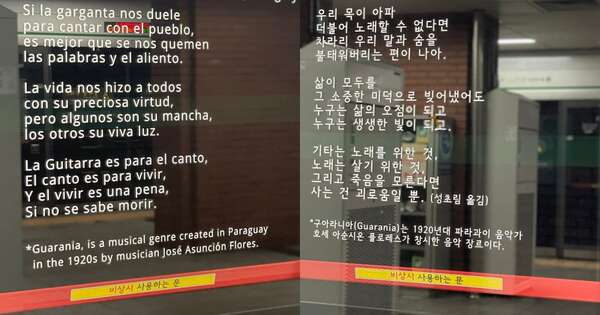 Si la garganta nos duele
para cantar con el pueblo,
es mejor que se nos quemen
las palabras y el aliento.
La vida nos hizo a todos
con su preciosa virtud,
pero algunos son su mancha,
los otros su viva luz.
La Guitarra es para el canto,
El canto es para vivir,
Y el vivir es una pena,
Si no se sabe morir.
*Guarania, is a musical genre created in Paraguay
in the 1920s by musician José Asunción Flores.
비상시 사용하는 문
우리 목이 아파
더불어 노래할 수 없다면
차라리 우리 말과 숨을
불태워버리는 편이 나아.
삶이 모두를
그 소중한 미덕으로 빚어냈어도
누구는 삶의 오점이 되고
누구는 생생한 빛이 되고.
기타는 노래를 위한 것,
노래는 살기 위한 것,
그리고 죽음을 모른다면
사는 건 괴로움일 뿐. (성초림 옮김)
*구아라니아(Guarania)는 1920년대 파라과이 음악가
호세 아순시온 플로레스가 창시한 음악 장르이다.
비상시 사용하는 문